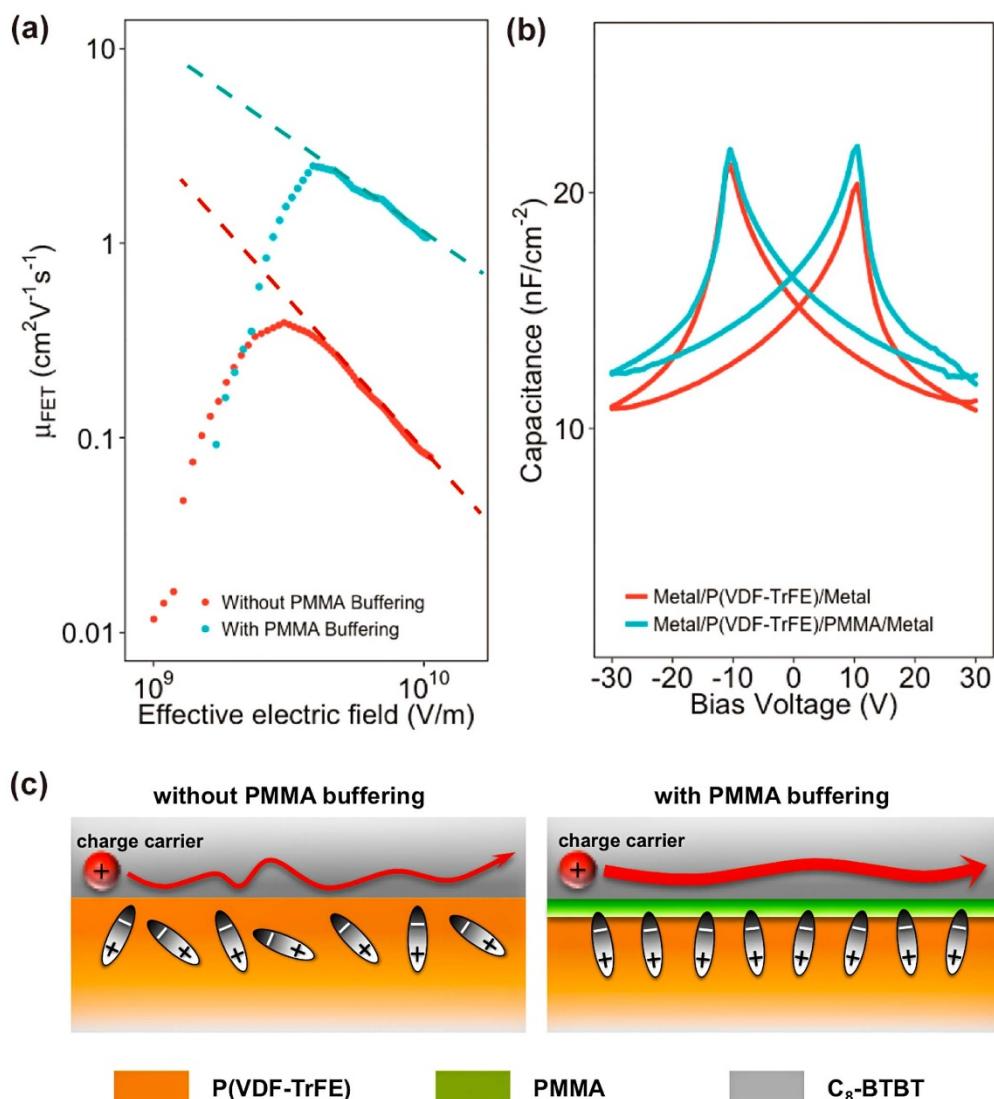 (a)
10
1
0.1
0.01
μFET (cm²V⁻¹s⁻¹)
Without PMMA Buffering
With PMMA Buffering
10⁹
10¹⁰
Effective electric field (V/m)
(b)
20
10
Capacitance (nF/cm⁻²)
Metal/P(VDF-TrFE)/Metal
Metal/P(VDF-TrFE)/PMMA/Metal
-30 -20 -10 0 10 20 30
Bias Voltage (V)
(c)
without PMMA buffering
charge carrier
with PMMA buffering
charge carrier
P(VDF-TrFE)
PMMA
C₈-BTBT